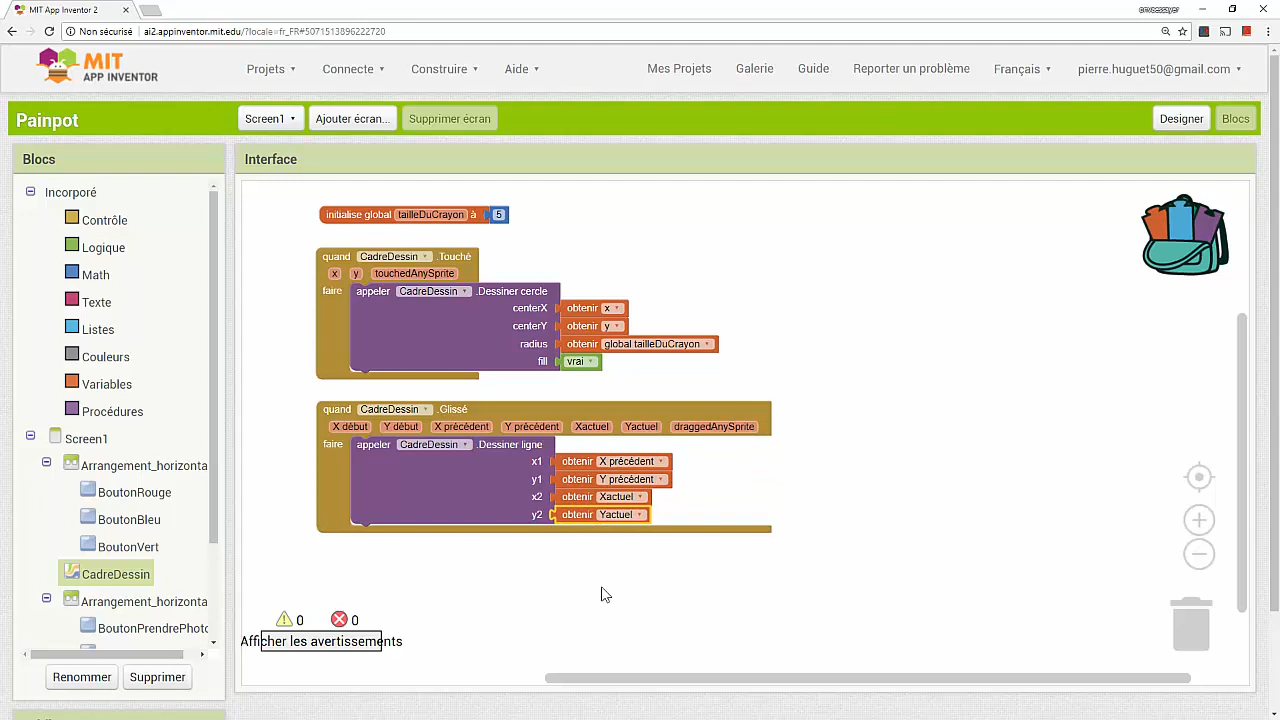 MIT App Inventor 2
Non sécurisé ai2.appinventor.mit.edu/?locale=fr_FR#5071513896222720
MIT
APP INVENTOR
Projets Connecte Construire Aide Mes Projets Galerie Guide Reporter un problème Français pierre.huguet50@gmail.com
Painpot Screen1 Ajouter écran... Supprimer écran Designer Blocs
Blocs
Incorporé
Contrôle
Logique
Math
Texte
Listes
Couleurs
Variables
Procédures
Screen1
Arrangement_horizonta
BoutonRouge
BoutonBleu
BoutonVert
CadreDessin
Arrangement_horizonta
BoutonPrendrePhoto
Renommer Supprimer
Interface
initialise global tailleDuCrayon à 5
quand CadreDessin .Touché
x y touchedAnySprite
faire appeler CadreDessin .Dessiner cercle
centerX obtenir x
centerY obtenir y
radius obtenir global tailleDuCrayon
fill vrai
quand CadreDessin .Glissé
X début Y début X précédent Y précédent Xactuel Yactuel draggedAnySprite
faire appeler CadreDessin .Dessiner ligne
x1 obtenir X précédent
y1 obtenir Y précédent
x2 obtenir Xactuel
y2 obtenir Yactuel
0 0
Afficher les avertissements